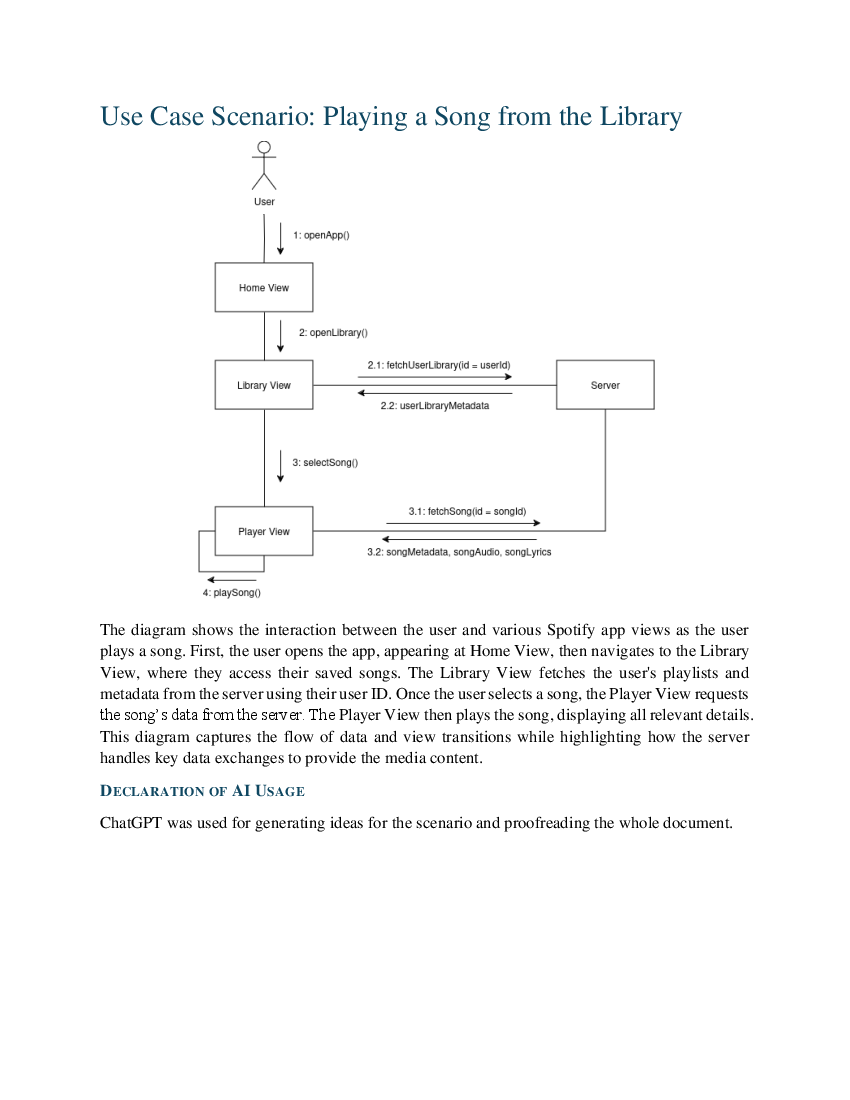 Use Case Scenario: Playing a Song from the Library
User
1: openApp()
Home View
2: openLibrary()
2.1: fetchUserLibrary(id = userId)
Library View
Server
2.2: userLibraryMetadata
3: selectSong()
3.1: fetchSong(id = songId)
Player View
3.2: songMetadata, songAudio, songLyrics
4: playSong()
The diagram shows the interaction between the user and various Spotify app views as the user
plays a song. First, the user opens the app, appearing at Home View, then navigates to the Library
View, where they access their saved songs. The Library View fetches the user's playlists and
metadata from the server using their user ID. Once the user selects a song, the Player View requests
the song’s data from the server. The Player View then plays the song, displaying all relevant details.
This diagram captures the flow of data and view transitions while highlighting how the server
handles key data exchanges to provide the media content.
DECLARATION OF AI USAGE
ChatGPT was used for generating ideas for the scenario and proofreading the whole document.